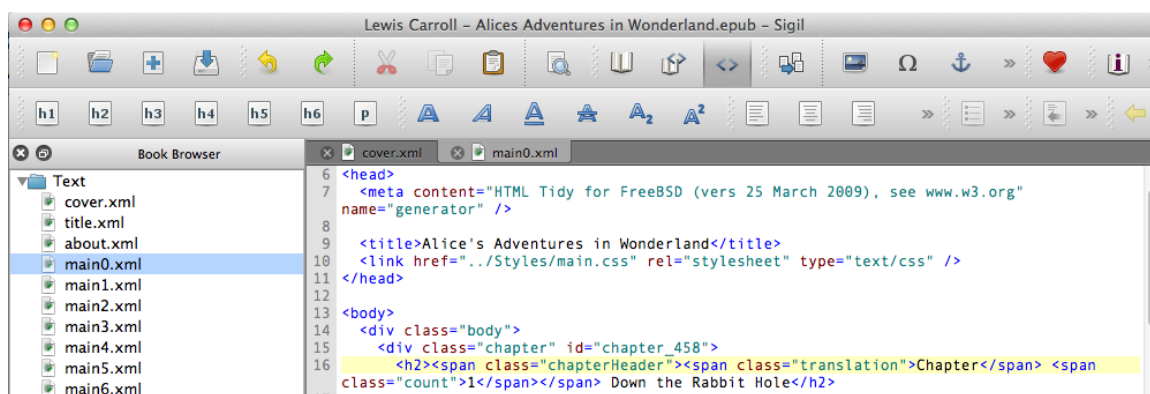 Lewis Carroll – Alices Adventures in Wonderland.epub – Sigil
Ω » i
h1 h2 h3 h4 h5 h6 p A A A A A₂ A² » » »
Book Browser
cover.xml main0.xml
Text
cover.xml
title.xml
about.xml
main0.xml
main1.xml
main2.xml
main3.xml
main4.xml
main5.xml
main6.xml
6 <head>
7 <meta content="HTML Tidy for FreeBSD (vers 25 March 2009), see www.w3.org"
name="generator" />
8
9 <title>Alice's Adventures in Wonderland</title>
10 <link href="../Styles/main.css" rel="stylesheet" type="text/css" />
11 </head>
12
13 <body>
14 <div class="body">
15 <div class="chapter" id="chapter_458">
16 <h2><span class="chapterHeader"><span class="translation">Chapter</span> <span
class="count">1</span></span> Down the Rabbit Hole</h2>